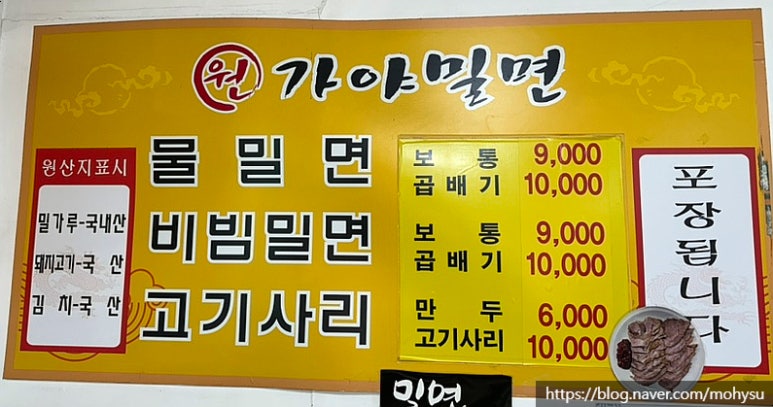 원 가야밀면
원산지표시
밀가루-국내산
돼지고기-국 산
김 치-국 산
물 밀 면
보 통 9,000
곱배기 10,000
비빔밀면
보 통 9,000
곱배기 10,000
고기사리
만 두 6,000
고기사리 10,000
포장됩니다
밀면
https://blog.naver.com/mohysu